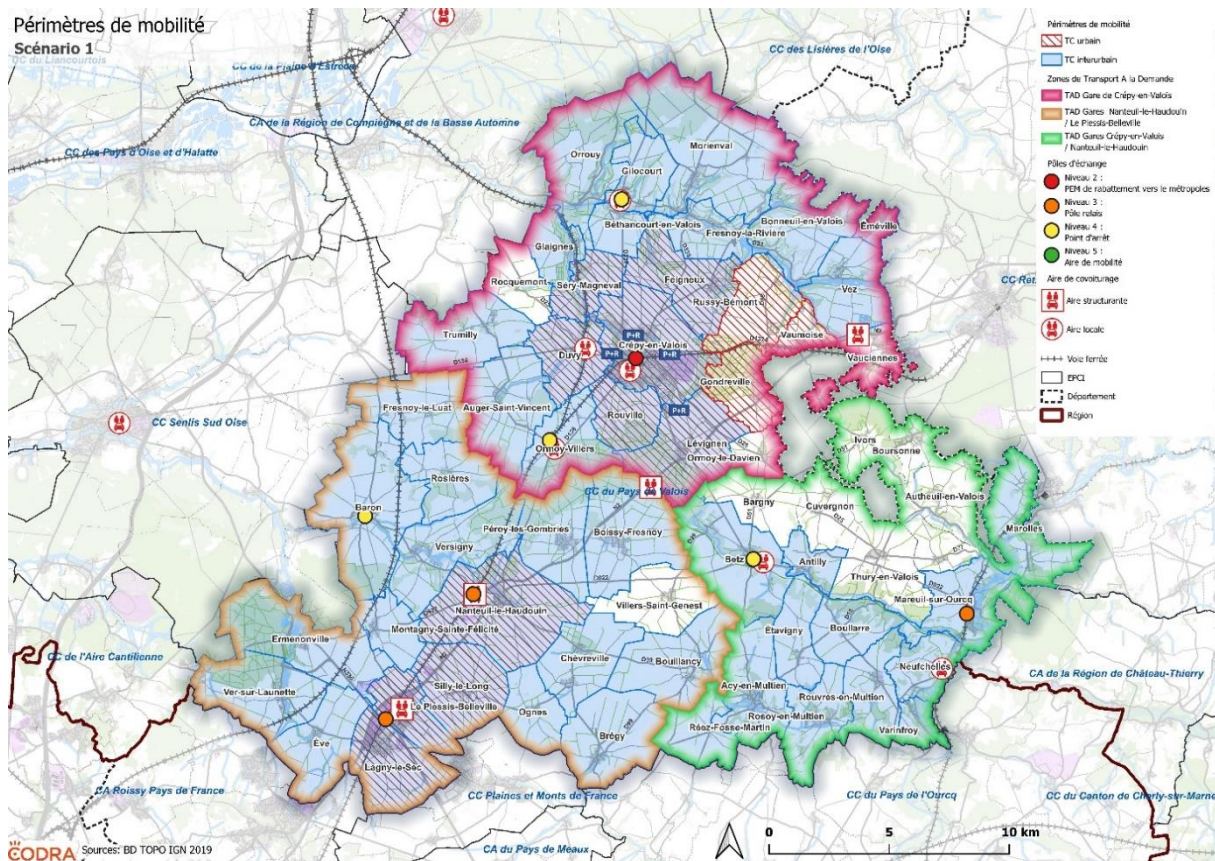 Périmètres de mobilité
Scénario 1
CC du Liancourtois
CC de la Plaine d'Estrées
CC des Lisières de l'Oise
CA de la Région de Compiègne et de la Basse Automne
CC des Pays d'Oise et d'Halatte
Périmètres de mobilité
TC urbain
TC interurbain
Zones de Transport A la Demande
TAD Gare de Crépy-en-Valois
TAD Gares Nanteuil-le-Haudouin
/ Le Plessis-Belleville
TAD Gares Crépy-en-Valois
/ Nanteuil-le-Haudouin
Pôles d'échange
Niveau 2 :
PEM de rabattement vers le métropoles
Niveau 3 :
Pôle relais
Niveau 4 :
Point d'arrêt
Niveau 5 :
Aire de mobilité
Aire de covoiturage
Aire structurante
Aire locale
Voie ferrée
EPCI
Département
Région
Morienval
Orrouy
Gilocourt
Béthancourt-en-Valois
Bonneuil-en-Valois
Fresnoy-la-Rivière
Éméville
Glaignes
Rocquemont
Séry-Magneval
Feigneux
Russy-Bémont
Vez
CC Ret
Trumilly
Vaumoise
P+R
Crépy-en-Valois
P+R
P+R
Duvy
D1324
Vauciennes
D134
Gondreville
Fresnoy-le-Luat
Auger-Saint-Vincent
Rouville
P+R
CC Senlis Sud Oise
Ormoy-Villers
Lévignen
D25
Ormoy-le-Davien
Ivors
Boursonne
Rosières
CC du Pays de Valois
Bargny
Cuvergnon
Autheuil-en-Valois
Baron
Péroy-les-Gombries
Boissy-Fresnoy
Marolles
Versigny
Betz
Antilly
Thury-en-Valois
D922
Nanteuil-le-Haudouin
Villers-Saint-Genest
Mareuil-sur-Ourcq
Montagny-Sainte-Félicité
Étavigny
Boullarre
Ermenonville
CC de l'Aire Cantilienne
Chèvreville
Bouillancy
Neufchelles
CA de la Région de Château-Thierry
Ver-sur-Launette
Silly-le-Long
Acy-en-Multien
Rouvres-en-Multien
Le Plessis-Belleville
Ognes
Rosoy-en-Multien
Réez-Fosse-Martin
Varinfroy
Ève
Brégy
Lagny-le-Sec
CA Roissy Pays de France
CC Plaines et Monts de France
CC du Pays de l'Ourcq
CC du Canton de Charly-sur-Marne
0 5 10 km
CA du Pays de Meaux
CODRA Sources: BD TOPO IGN 2019